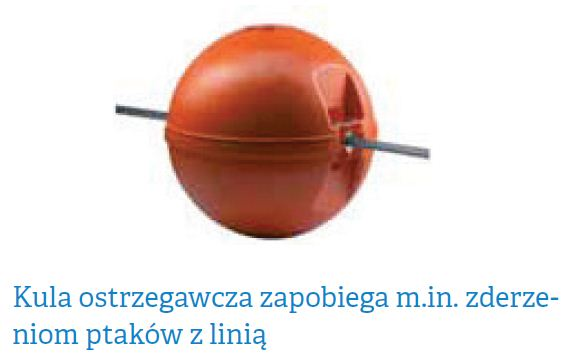 Kula ostrzegawcza zapobiega m.in. zderze-
niom ptaków z linią